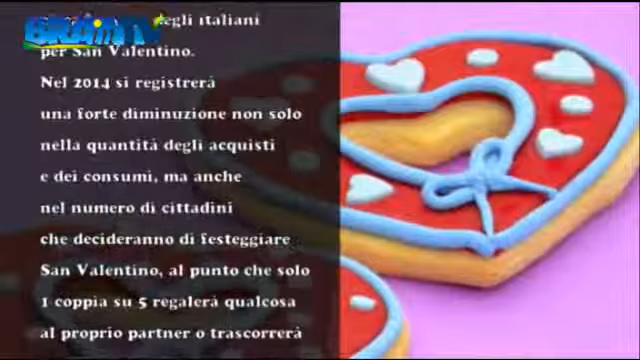 BRAinTV
egli italiani
per San Valentino.
Nel 2014 si registrerà
una forte diminuzione non solo
nella quantità degli acquisti
e dei consumi, ma anche
nel numero di cittadini
che decideranno di festeggiare
San Valentino, al punto che solo
1 coppia su 5 regalerà qualcosa
al proprio partner o trascorrerà